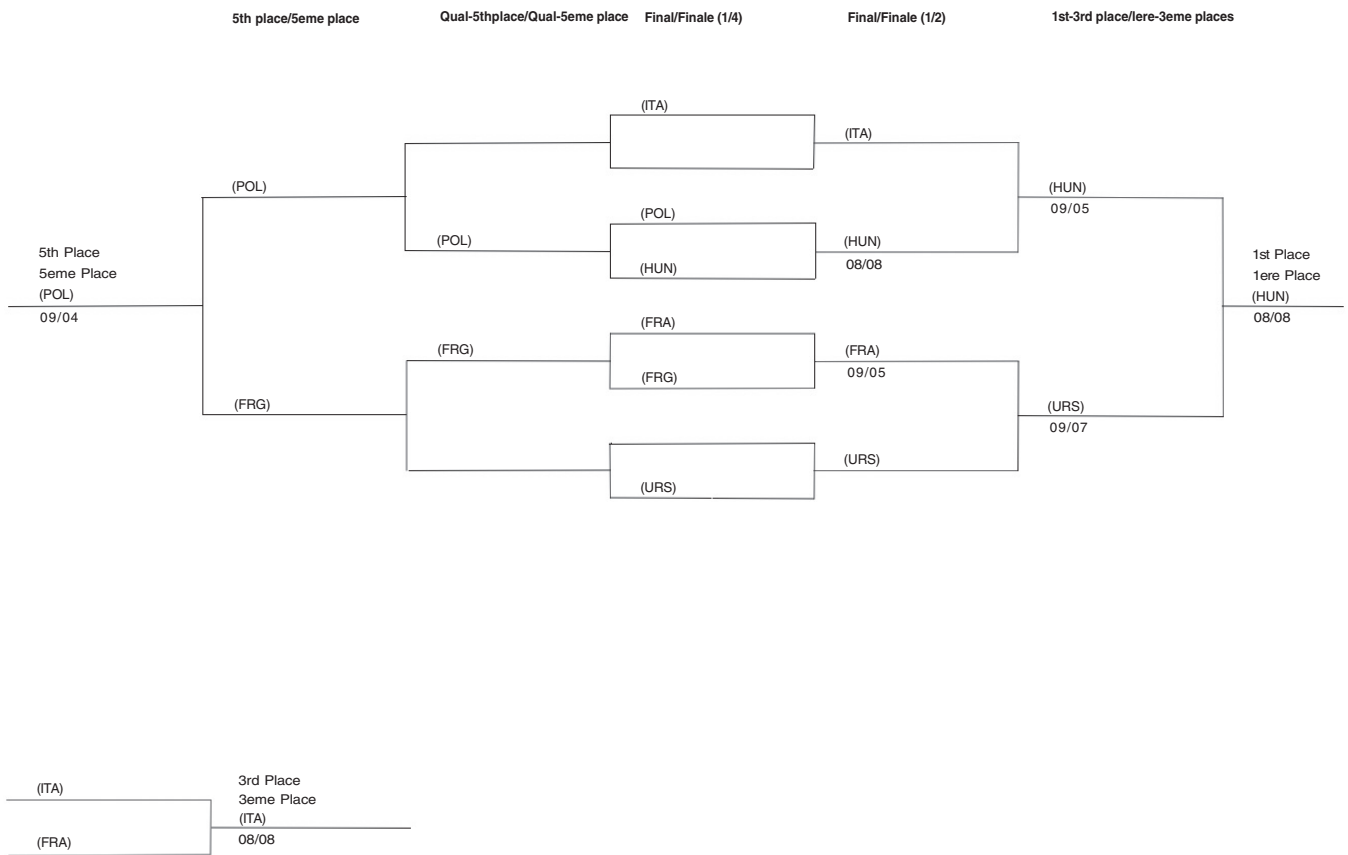 5th place/5eme place
Qual-5thplace/Qual-5eme place
Final/Finale (1/4)
Final/Finale (1/2)
1st-3rd place/Iere-3eme places
(ITA)
(ITA)
(POL)
(HUN)
09/05
(POL)
(POL)
(HUN)
08/08
(HUN)
5th Place
5eme Place
(POL)
09/04
1st Place
1ere Place
(HUN)
08/08
(FRA)
(FRG)
(FRA)
09/05
(FRG)
(FRG)
(URS)
09/07
(URS)
(URS)
(ITA)
(FRA)
3rd Place
3eme Place
(ITA)
08/08